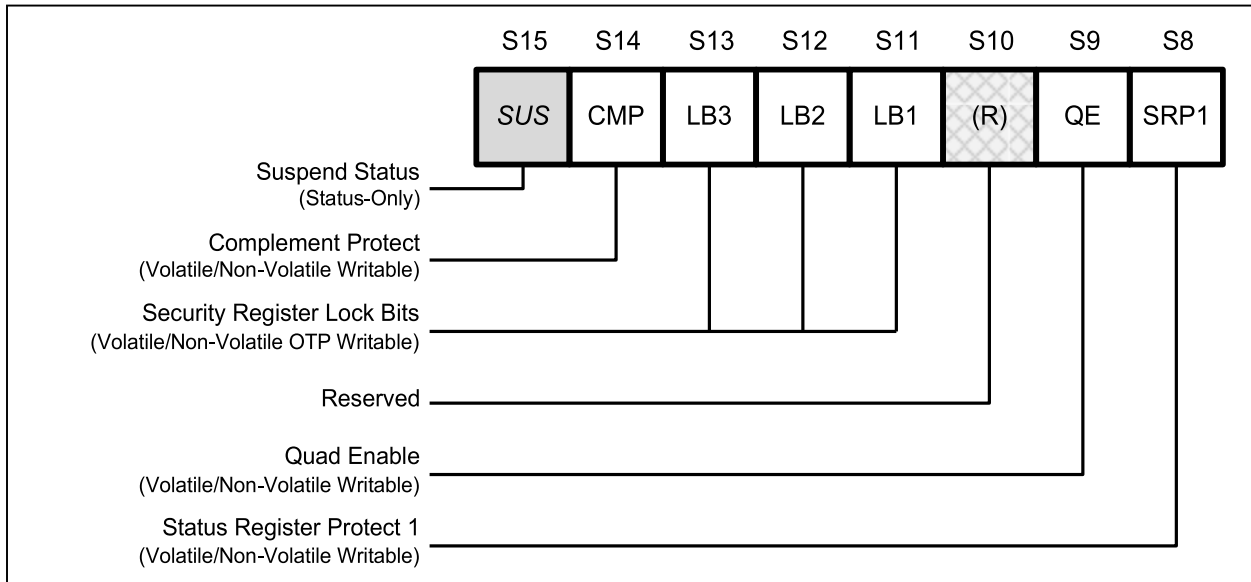 S15 S14 S13 S12 S11 S10 S9 S8
SUS CMP LB3 LB2 LB1 (R) QE SRP1
Suspend Status
(Status-Only)
Complement Protect
(Volatile/Non-Volatile Writable)
Security Register Lock Bits
(Volatile/Non-Volatile OTP Writable)
Reserved
Quad Enable
(Volatile/Non-Volatile Writable)
Status Register Protect 1
(Volatile/Non-Volatile Writable)